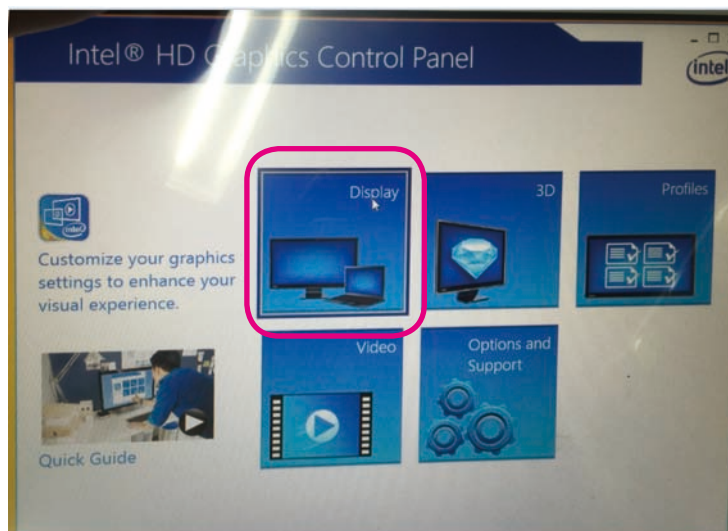 Intel® HD Graphics Control Panel
intel
Display
3D
Profiles
Customize your graphics
settings to enhance your
visual experience.
Video
Options and
Support
Quick Guide